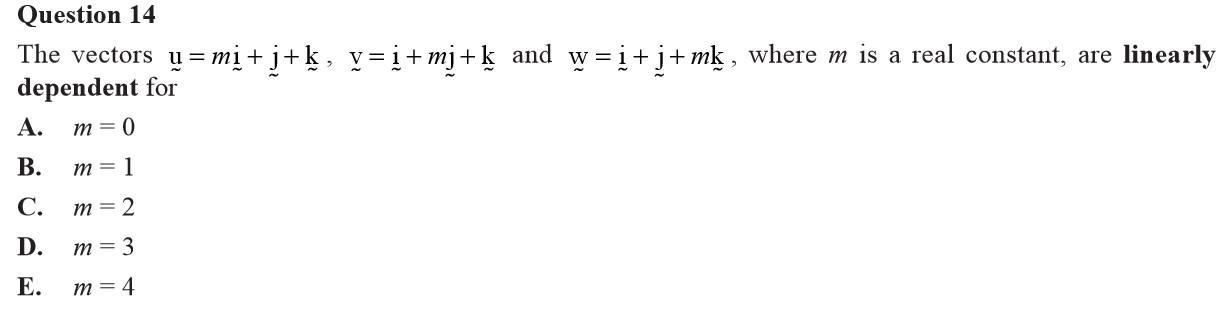 Question 14
The vectors ṵ = mḭ + j̰ + k̰ , v̰ = ḭ + mj̰ + k̰ and w̰ = ḭ + j̰ + mk̰ , where m is a real constant, are linearly
dependent for
A. m = 0
B. m = 1
C. m = 2
D. m = 3
E. m = 4